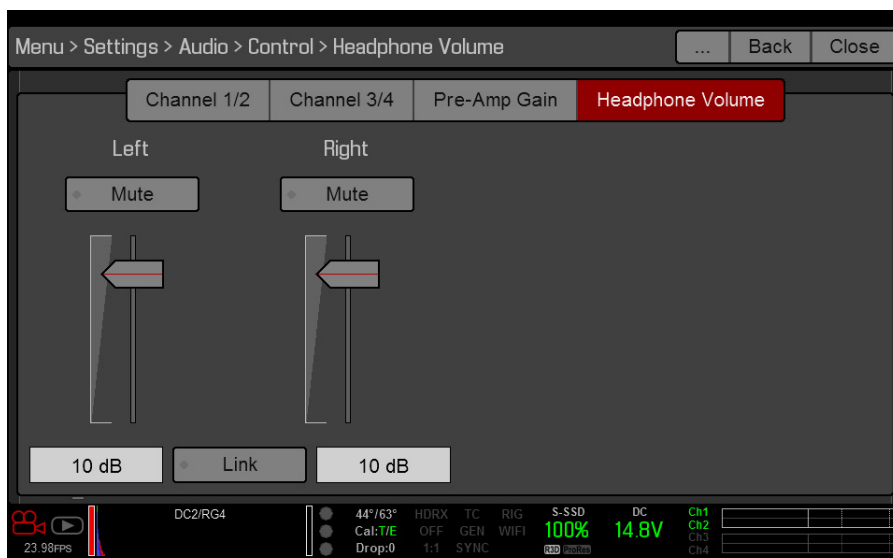 Menu > Settings > Audio > Control > Headphone Volume
...
Back
Close
Channel 1/2
Channel 3/4
Pre-Amp Gain
Headphone Volume
Left
Right
Mute
Mute
10 dB
Link
10 dB
23.98FPS
DC2/RG4
44°/63°
Cal:T/E
Drop:0
HDRX TC RIG
OFF GEN WIFI
1:1 SYNC
S-SSD
100%
R3D ProRes
DC
14.8V
Ch1
Ch2
Ch3
Ch4